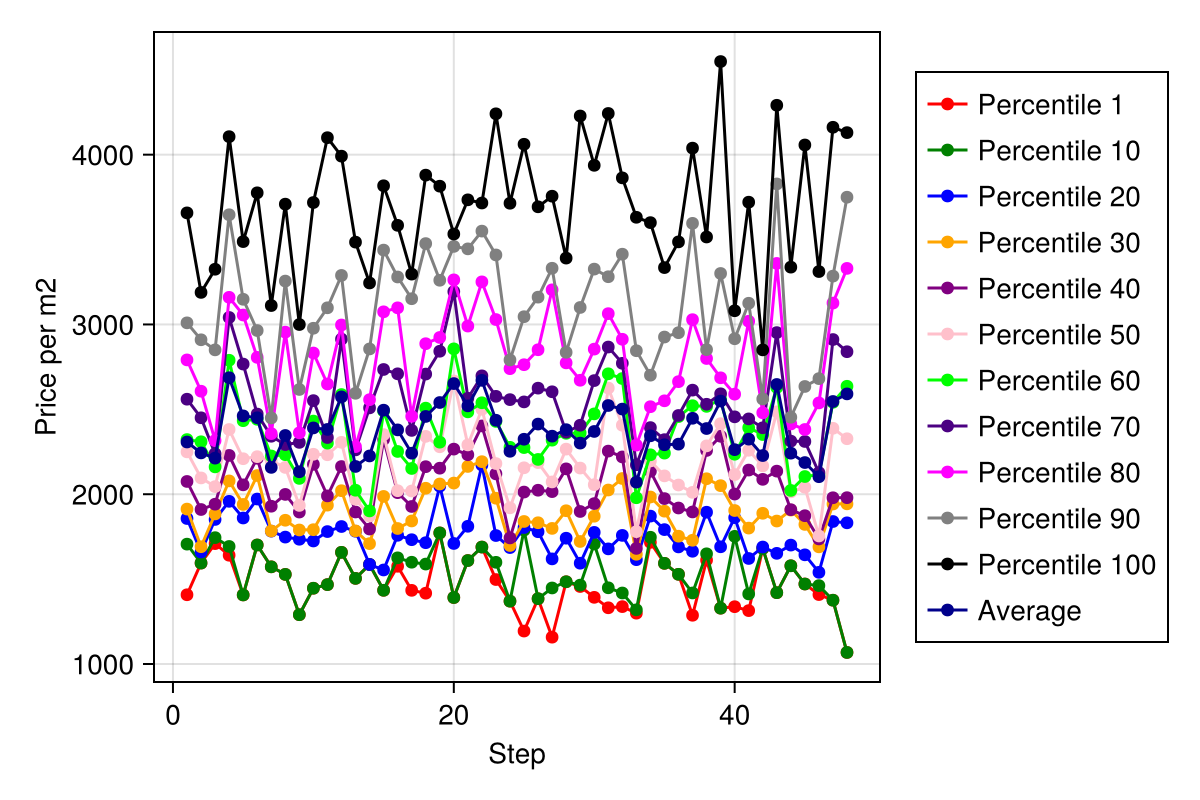 Price per m2
4000
3000
2000
1000
0
20
40
Step
Percentile 1
Percentile 10
Percentile 20
Percentile 30
Percentile 40
Percentile 50
Percentile 60
Percentile 70
Percentile 80
Percentile 90
Percentile 100
Average